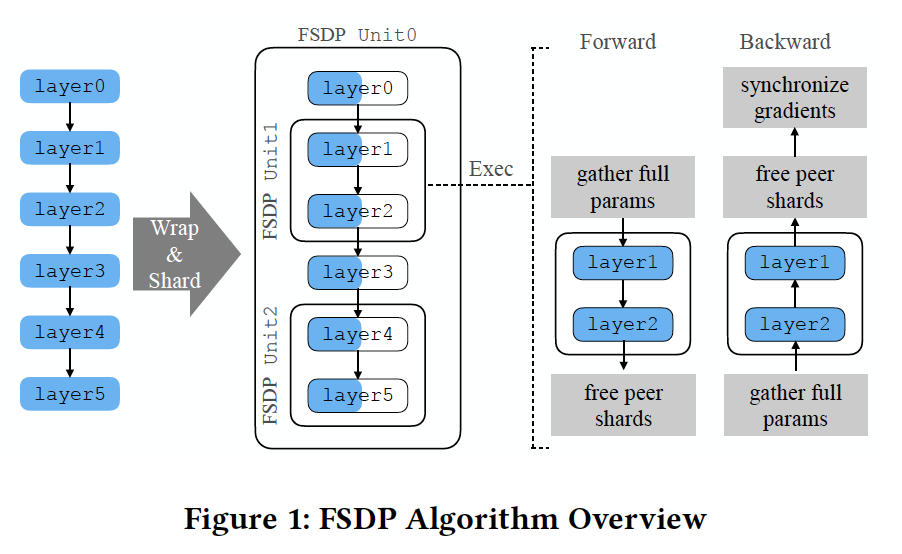 layer0
layer1
layer2
layer3
layer4
layer5
Wrap
&
Shard
FSDP Unit0
layer0
FSDP Unit1
layer1
layer2
layer3
FSDP Unit2
layer4
layer5
Exec
Forward
gather full
params
layer1
layer2
free peer
shards
Backward
synchronize
gradients
free peer
shards
layer1
layer2
gather full
params
Figure 1: FSDP Algorithm Overview